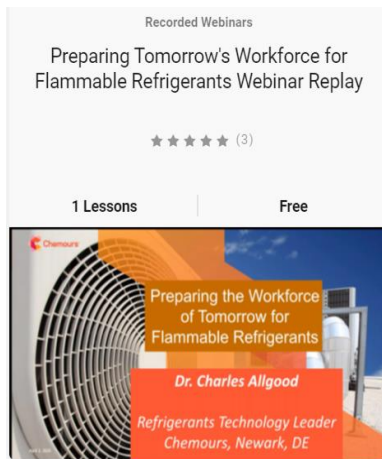 Recorded Webinars
Preparing Tomorrow's Workforce for
Flammable Refrigerants Webinar Replay
(3)
1 Lessons
Free
Chemours
Preparing the Workforce
of Tomorrow for
Flammable Refrigerants
Dr. Charles Allgood
Refrigerants Technology Leader
Chemours, Newark, DE